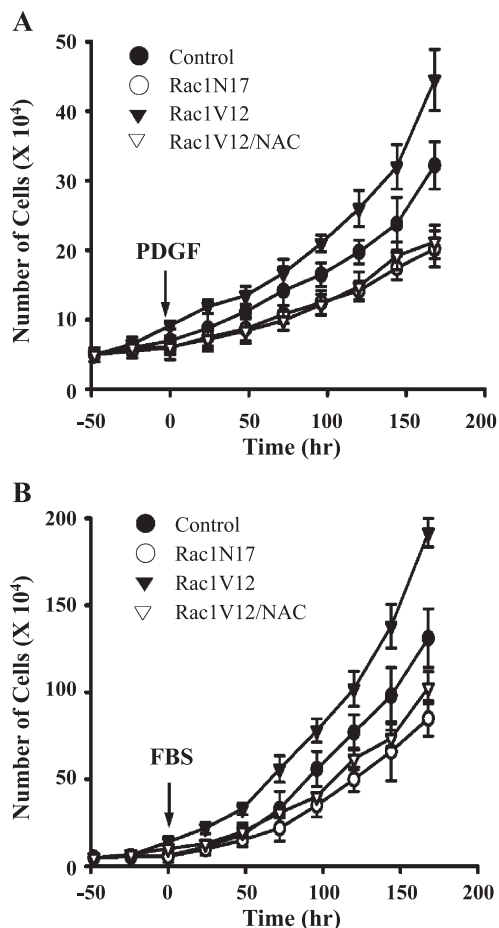 A
50
40
30
20
10
0
Number of Cells (X 10⁴)
Control
Rac1N17
Rac1V12
Rac1V12/NAC
PDGF
-50 0 50 100 150 200
Time (hr)
B
200
150
100
50
0
Number of Cells (X 10⁴)
Control
Rac1N17
Rac1V12
Rac1V12/NAC
FBS
-50 0 50 100 150 200
Time (hr)